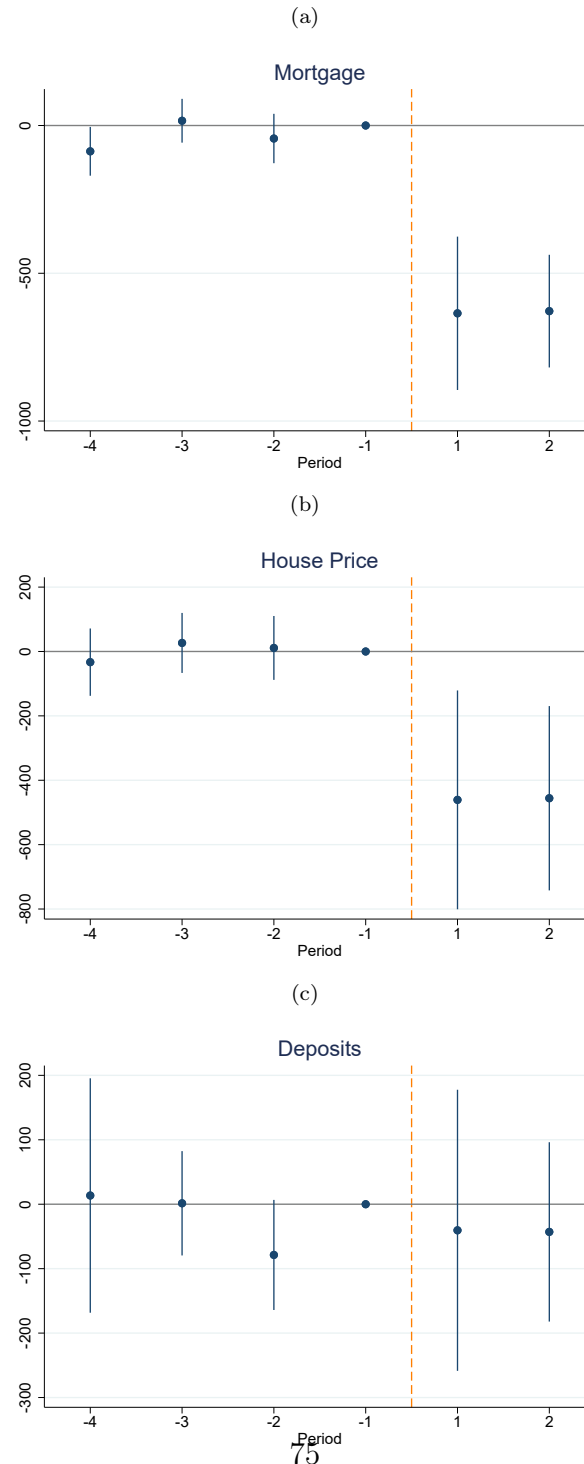 (a)
Mortgage
0
-500
-1000
-4 -3 -2 -1 1 2
Period
(b)
House Price
200
0
-200
-400
-600
-800
-4 -3 -2 -1 1 2
Period
(c)
Deposits
200
100
0
-100
-200
-300
-4 -3 -2 -1 1 2
Period
75